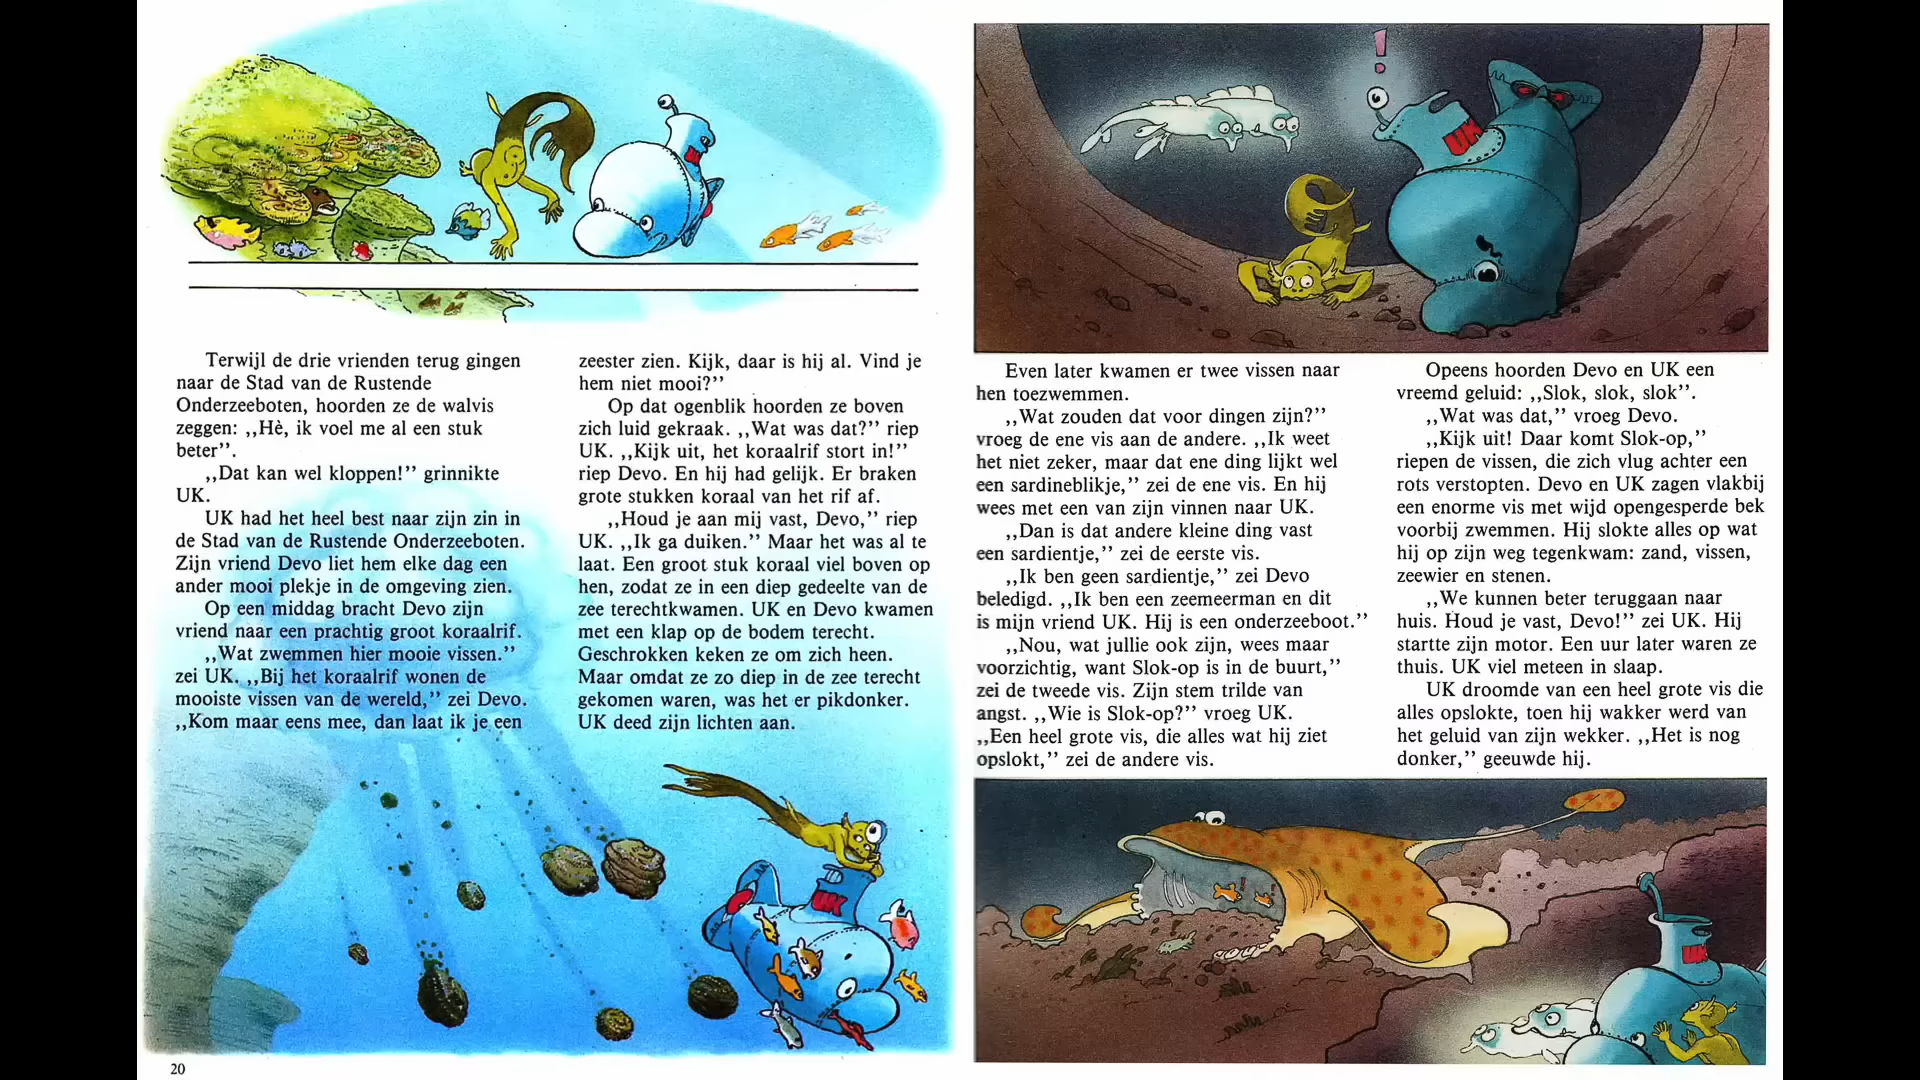 Terwijl de drie vrienden terug gingen
naar de Stad van de Rustende
Onderzeeboten, hoorden ze de walvis
zeggen: ,,Hè, ik voel me al een stuk
beter’’.
,,Dat kan wel kloppen!’’ grinnikte
UK.
UK had het heel best naar zijn zin in
de Stad van de Rustende Onderzeeboten.
Zijn vriend Devo liet hem elke dag een
ander mooi plekje in de omgeving zien.
Op een middag bracht Devo zijn
vriend naar een prachtig groot koraalrif.
,,Wat zwemmen hier mooie vissen.’’
zei UK. ,,Bij het koraalrif wonen de
mooiste vissen van de wereld,’’ zei Devo.
,,Kom maar eens mee, dan laat ik je een
zeester zien. Kijk, daar is hij al. Vind je
hem niet mooi?’’
Op dat ogenblik hoorden ze boven
zich luid gekraak. ,,Wat was dat?’’ riep
UK. ,,Kijk uit, het koraalrif stort in!’’
riep Devo. En hij had gelijk. Er braken
grote stukken koraal van het rif af.
,,Houd je aan mij vast, Devo,’’ riep
UK. ,,Ik ga duiken.’’ Maar het was al te
laat. Een groot stuk koraal viel boven op
hen, zodat ze in een diep gedeelte van de
zee terechtkwamen. UK en Devo kwamen
met een klap op de bodem terecht.
Geschrokken keken ze om zich heen.
Maar omdat ze zo diep in de zee terecht
gekomen waren, was het er pikdonker.
UK deed zijn lichten aan.
UK
20
!
UK
Even later kwamen er twee vissen naar
hen toezwemmen.
,,Wat zouden dat voor dingen zijn?’’
vroeg de ene vis aan de andere. ,,Ik weet
het niet zeker, maar dat ene ding lijkt wel
een sardineblikje,’’ zei de ene vis. En hij
wees met een van zijn vinnen naar UK.
,,Dan is dat andere kleine ding vast
een sardientje,’’ zei de eerste vis.
,,Ik ben geen sardientje,’’ zei Devo
beledigd. ,,Ik ben een zeemeerman en dit
is mijn vriend UK. Hij is een onderzeeboot.’’
,,Nou, wat jullie ook zijn, wees maar
voorzichtig, want Slok-op is in de buurt,’’
zei de tweede vis. Zijn stem trilde van
angst. ,,Wie is Slok-op?’’ vroeg UK.
,,Een heel grote vis, die alles wat hij ziet
opslokt,’’ zei de andere vis.
Opeens hoorden Devo en UK een
vreemd geluid: ,,Slok, slok, slok’’.
,,Wat was dat,’’ vroeg Devo.
,,Kijk uit! Daar komt Slok-op,’’
riepen de vissen, die zich vlug achter een
rots verstopten. Devo en UK zagen vlakbij
een enorme vis met wijd opengesperde bek
voorbij zwemmen. Hij slokte alles op wat
hij op zijn weg tegenkwam: zand, vissen,
zeewier en stenen.
,,We kunnen beter teruggaan naar
huis. Houd je vast, Devo!’’ zei UK. Hij
startte zijn motor. Een uur later waren ze
thuis. UK viel meteen in slaap.
UK droomde van een heel grote vis die
alles opslokte, toen hij wakker werd van
het geluid van zijn wekker. ,,Het is nog
donker,’’ geeuwde hij.
UK